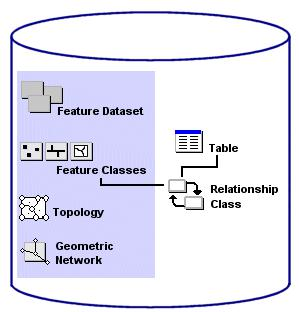 Feature Dataset
Table
Feature Classes
Relationship
Class
Topology
Geometric
Network